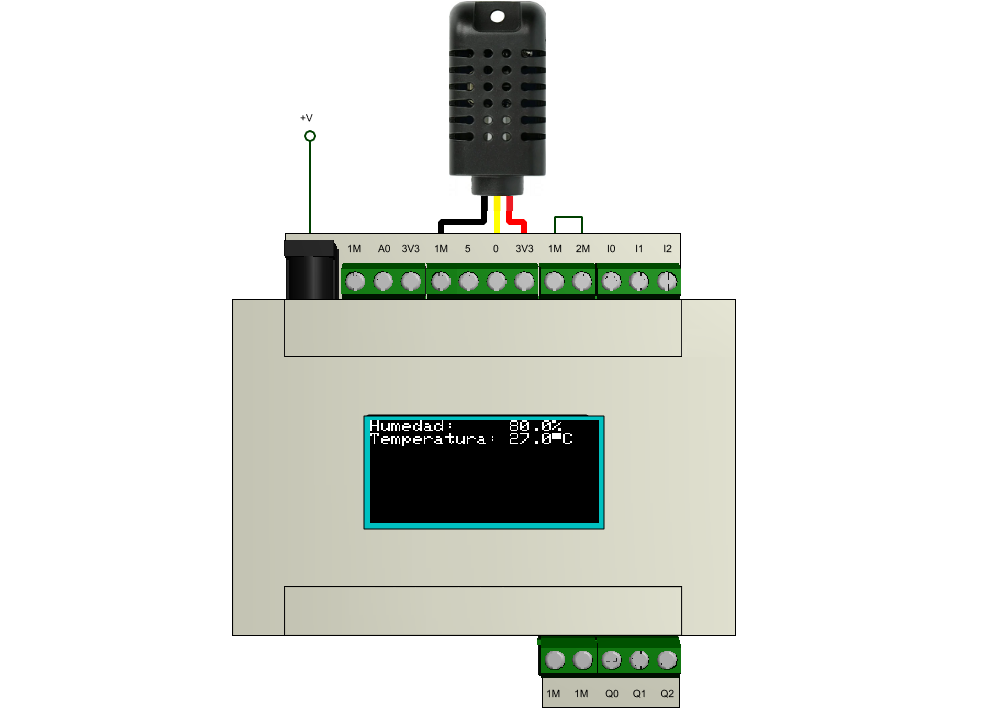 +V
1M A0 3V3 1M 5 0 3V3 1M 2M I0 I1 I2
Humedad: 80.0%
Temperatura: 27.0°C
1M 1M Q0 Q1 Q2